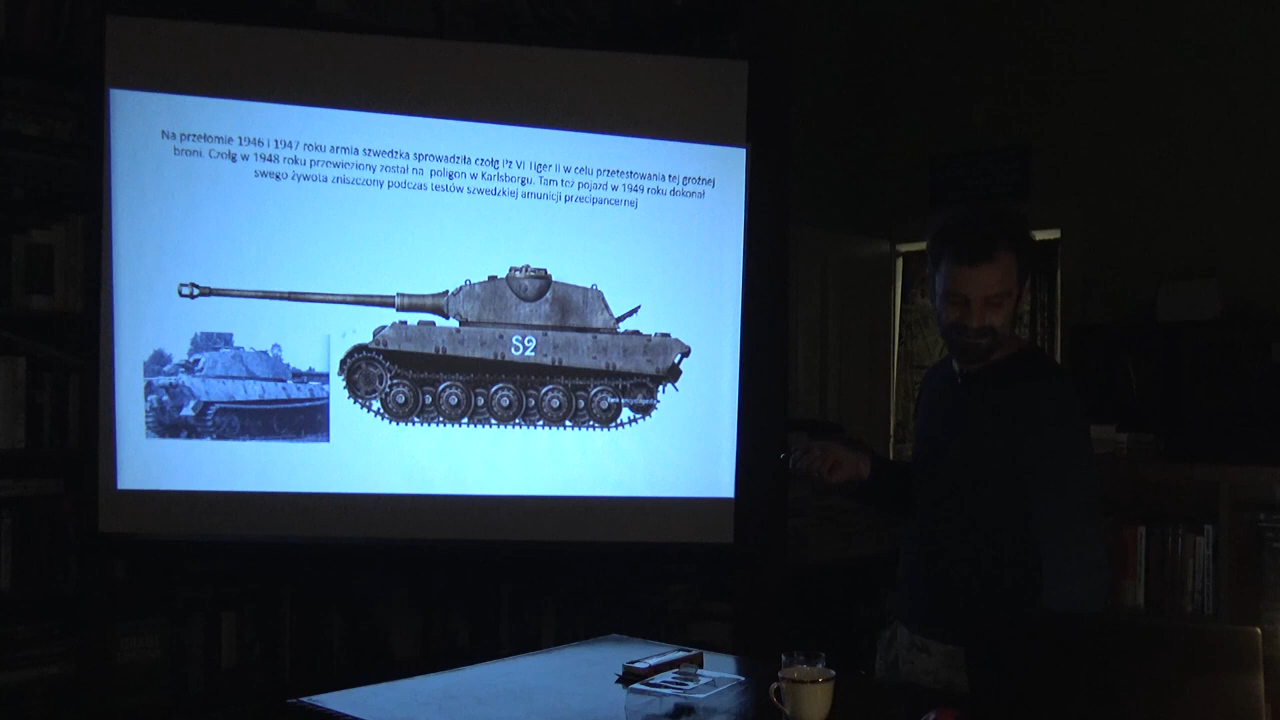 Na przełomie 1946 i 1947 roku armia szwedzka sprowadziła czołg Pz VI Tiger II w celu przetestowania tej groźnej
broni. Czołg w 1948 roku przewieziony został na poligon w Karlsborgu. Tam też pojazd w 1949 roku dokonał
swego żywota zniszczony podczas testów szwedzkiej amunicji przecipancernej
S2